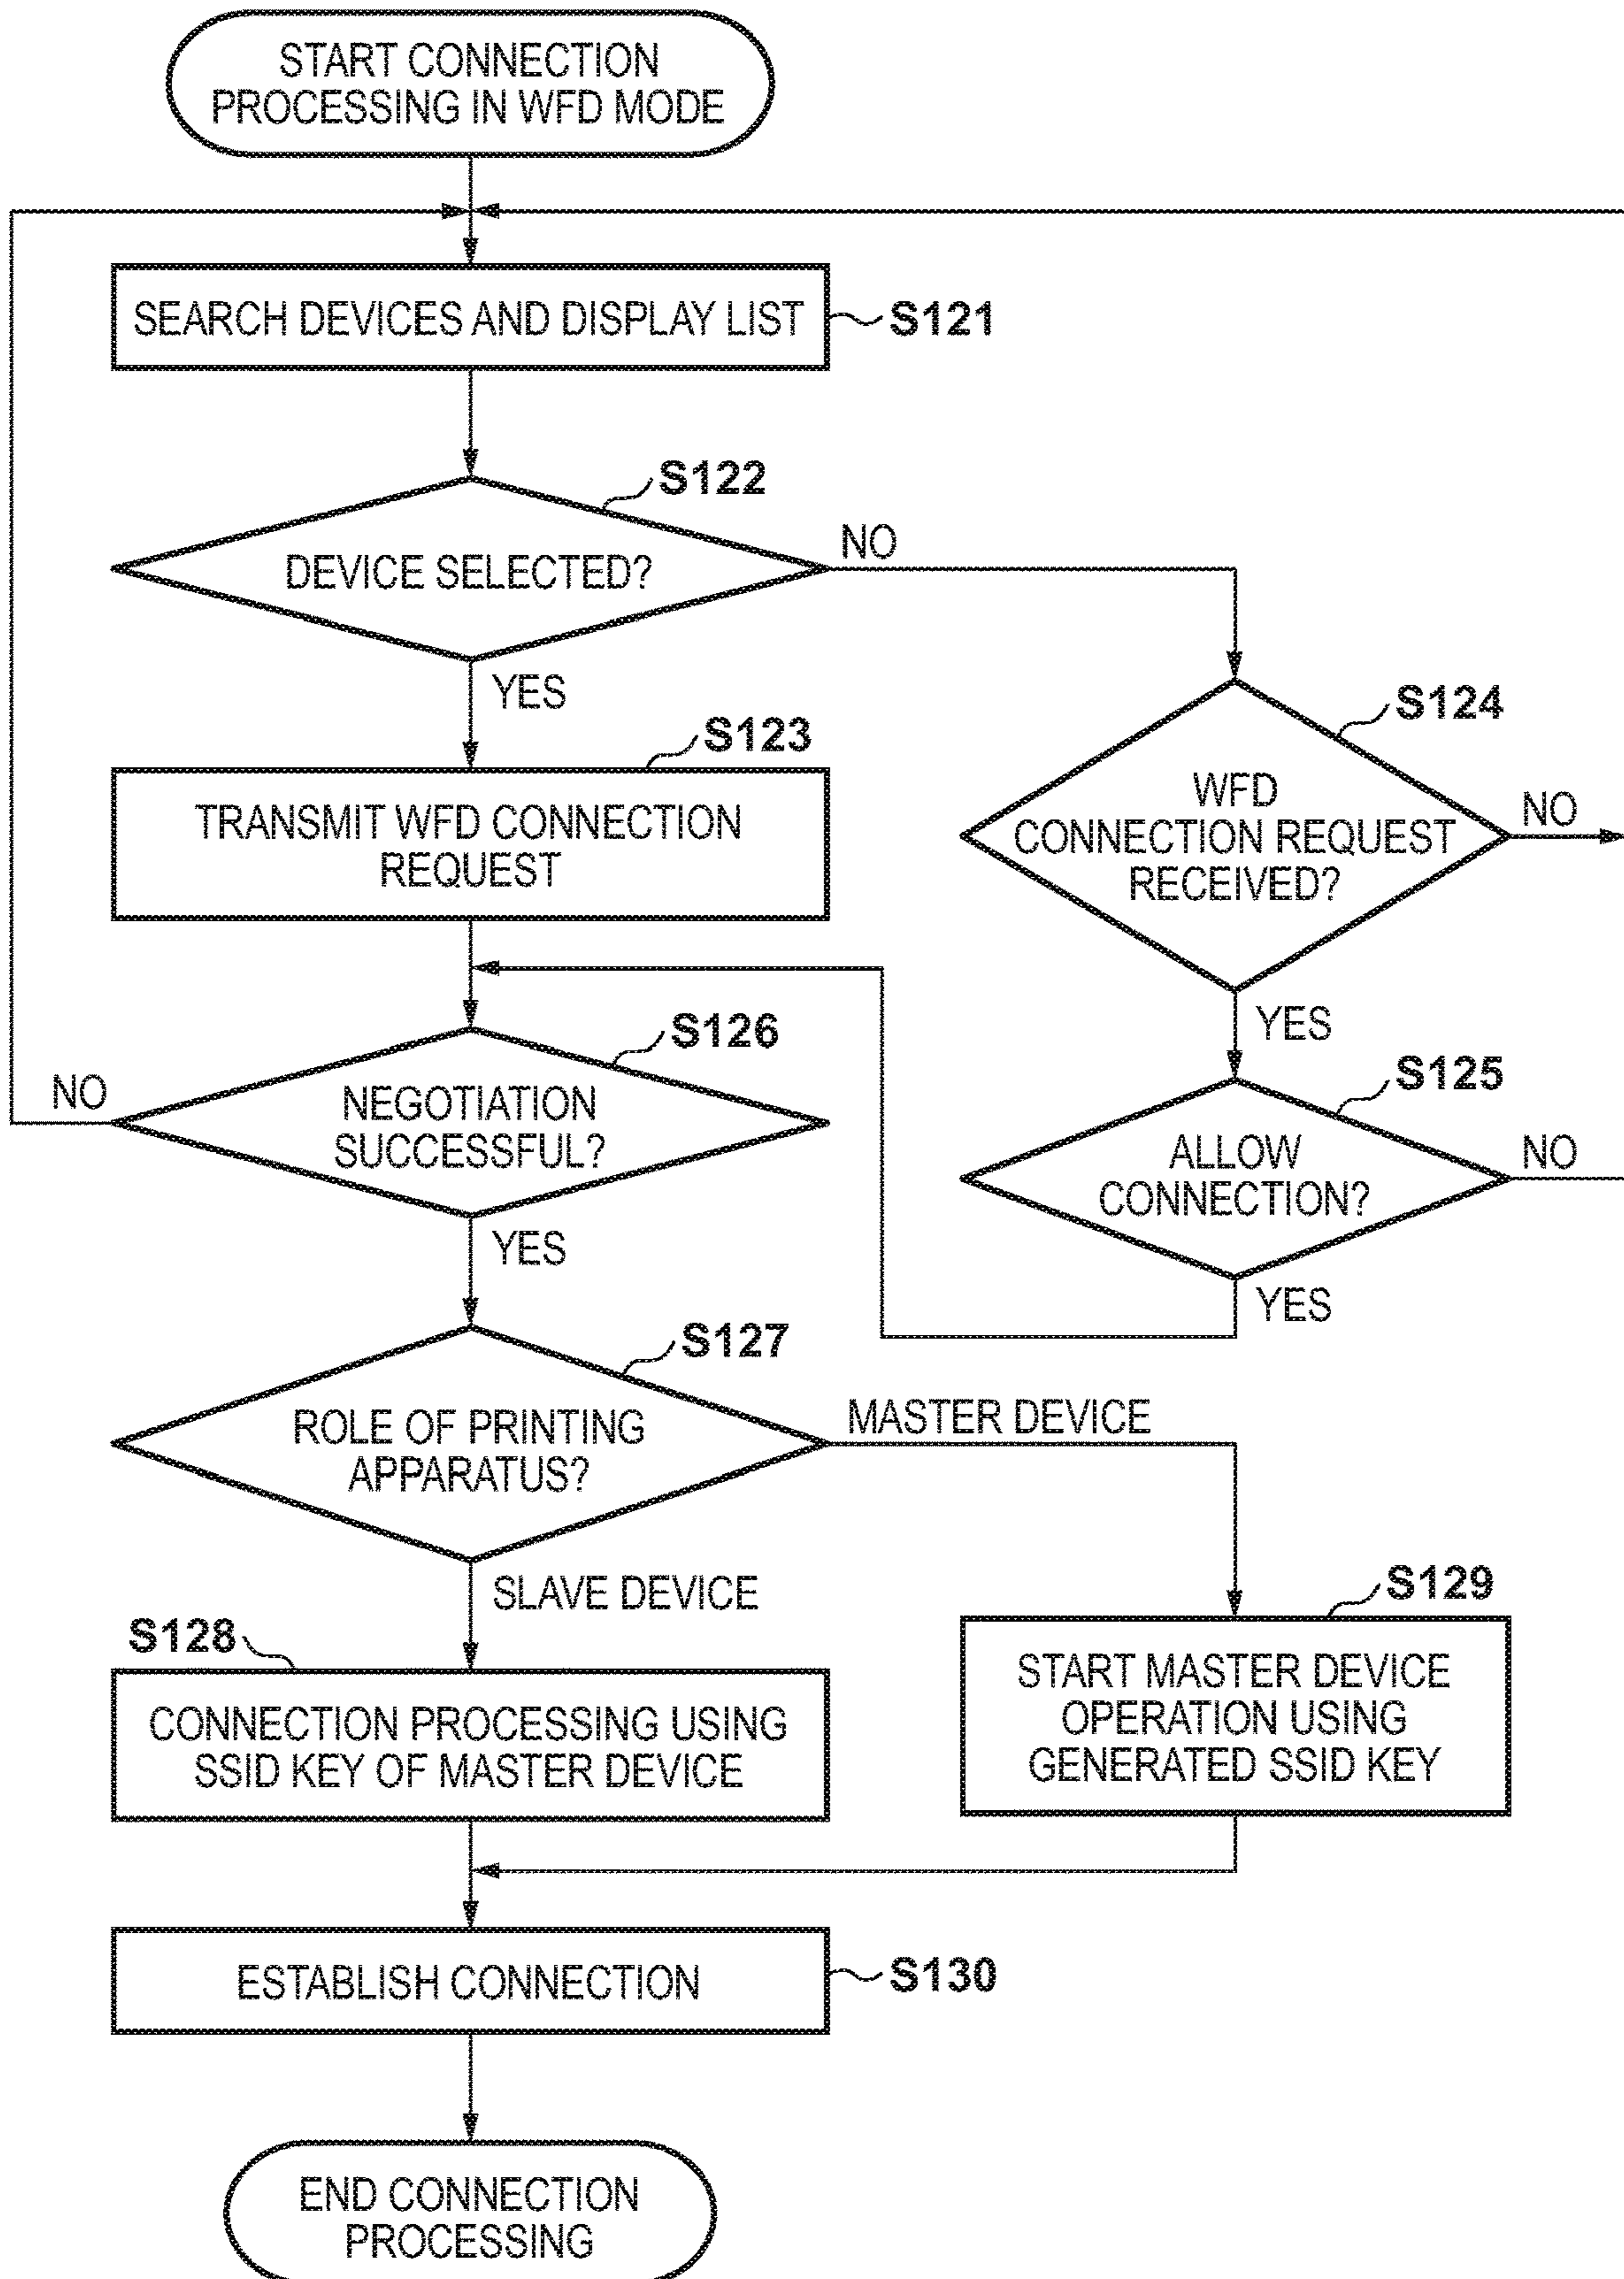 START CONNECTION
PROCESSING IN WFD MODE
SEARCH DEVICES AND DISPLAY LIST
S121
S122
DEVICE SELECTED?
NO
YES
S123
TRANSMIT WFD CONNECTION
REQUEST
S124
WFD
CONNECTION REQUEST
RECEIVED?
NO
YES
S125
ALLOW
CONNECTION?
NO
YES
S126
NEGOTIATION
SUCCESSFUL?
NO
YES
S127
ROLE OF PRINTING
APPARATUS?
MASTER DEVICE
SLAVE DEVICE
S128
CONNECTION PROCESSING USING
SSID KEY OF MASTER DEVICE
S129
START MASTER DEVICE
OPERATION USING
GENERATED SSID KEY
ESTABLISH CONNECTION
S130
END CONNECTION
PROCESSING